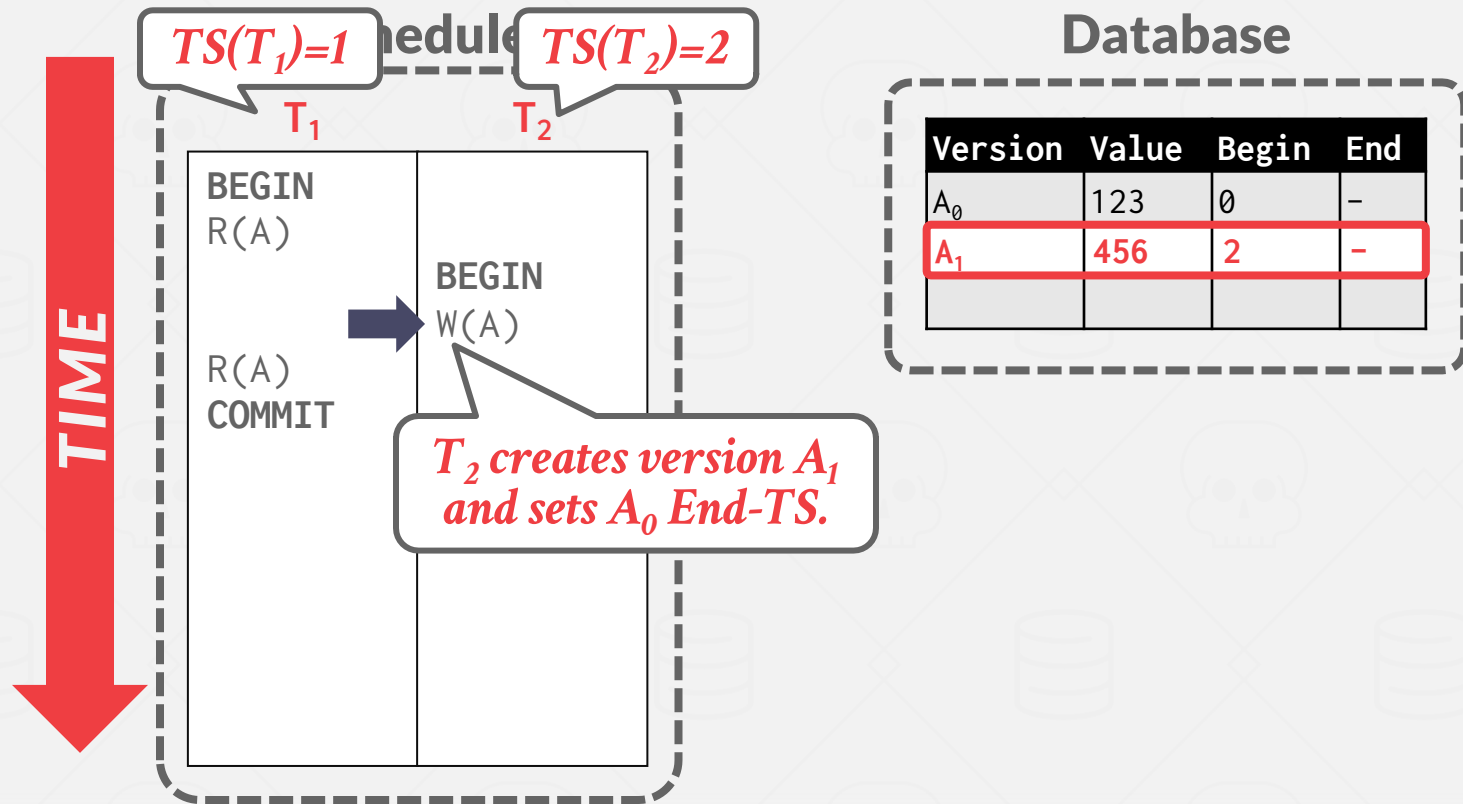 TS(T₁)=1
TS(T₂)=2
Database
T₁
T₂
BEGIN
R(A)
R(A)
COMMIT
BEGIN
W(A)
T₂ creates version A₁
and sets A₀ End-TS.
TIME
Version Value Begin End
A₀ 123 0 –
A₁ 456 2 –